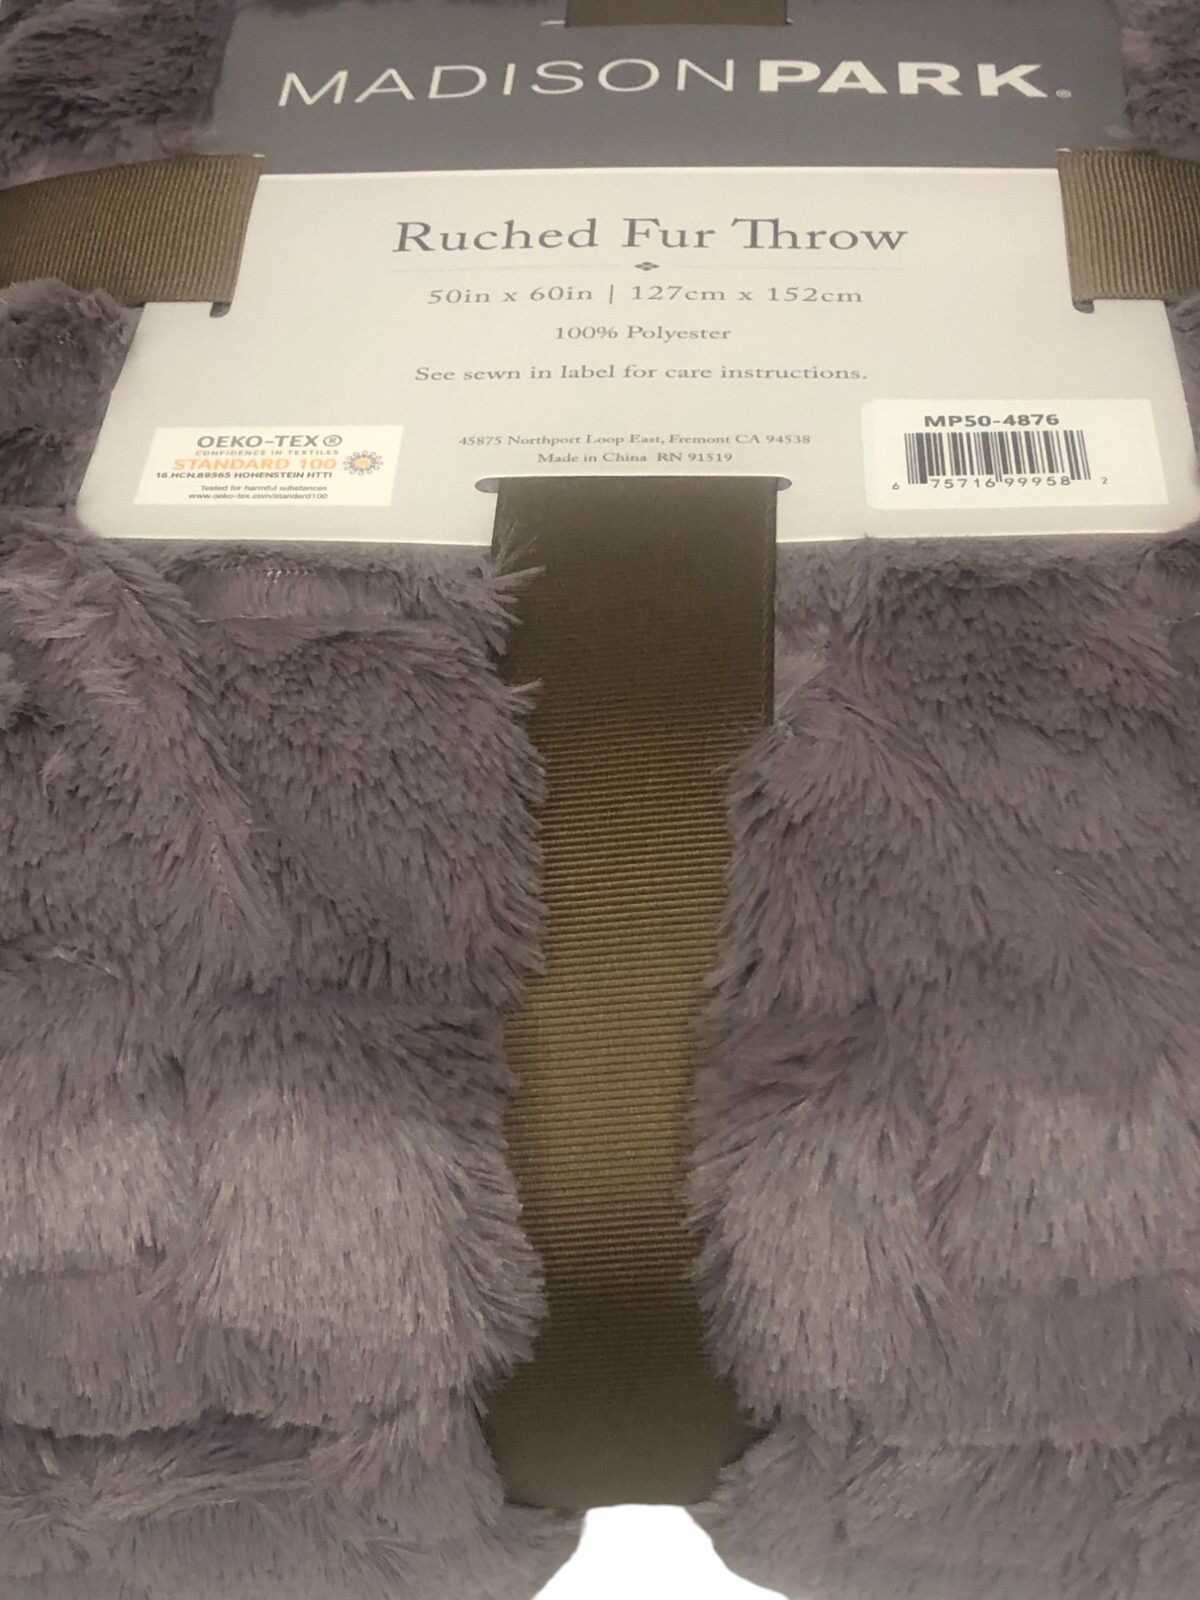 MADISONPARK®
Ruched Fur Throw
50in x 60in | 127cm x 152cm
100% Polyester
See sewn in label for care instructions.
OEKO-TEX®
CONFIDENCE IN TEXTILES
STANDARD 100
16.HCN.89565 HOHENSTEIN HTTI
Tested for harmful substances
www.oeko-tex.com/standard100
45875 Northport Loop East, Fremont CA 94538
Made in China RN 91519
MP50-4876
6 75716 99958 2